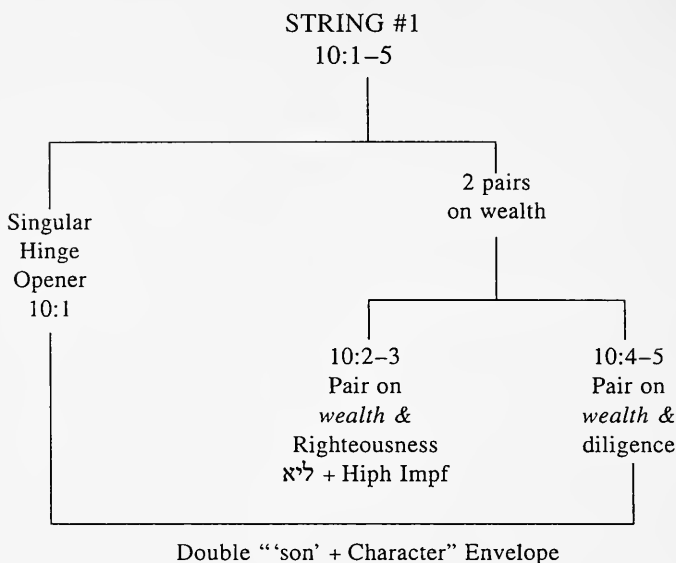 STRING #1
10:1–5
Singular
Hinge
Opener
10:1
2 pairs
on wealth
10:2–3
Pair on
wealth &
Righteousness
ליא + Hiph Impf
10:4–5
Pair on
wealth &
diligence
Double "'son' + Character" Envelope